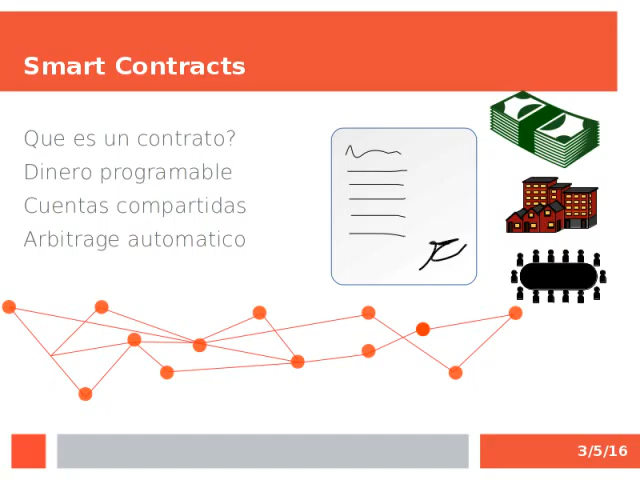 Smart Contracts
Que es un contrato?
Dinero programable
Cuentas compartidas
Arbitrage automatico
3/5/16